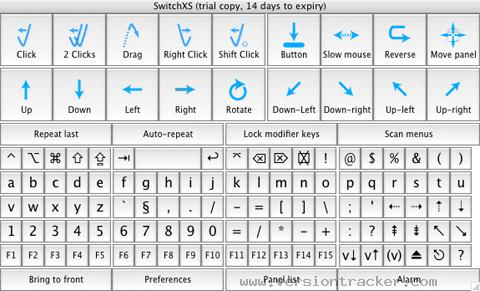 SwitchXS (trial copy, 14 days to expiry)
Click 2 Clicks Drag Right Click Shift Click Button Slow mouse Reverse Move panel
Up Down Left Right Rotate Down-Left Down-right Up-left Up-right
Repeat last Auto-repeat Lock modifier keys Scan menus
^ ⌥ ⌘ ⇧ ⇪ ⇥ ↩ ⌤ ⌫ ⌦ ⌧ ! @ $ % & ( )
a b c d e f g h i j k l m n o p q r s t u
v w x y z ` § , . / – = [ ] \ ; ' ⇠ ⇢ ⇡ ⇣
1 2 3 4 5 6 7 8 9 0 = / * - + : ? ⇞ ⇟ ↖ ↘
F1 F2 F3 F4 F5 F6 F7 F8 F9 F10 F11 F12 F13 F14 F15 v↓ v↑ (v) ⏏ ?
Bring to front Preferences Panel list Alarm
www.versiontracker.com